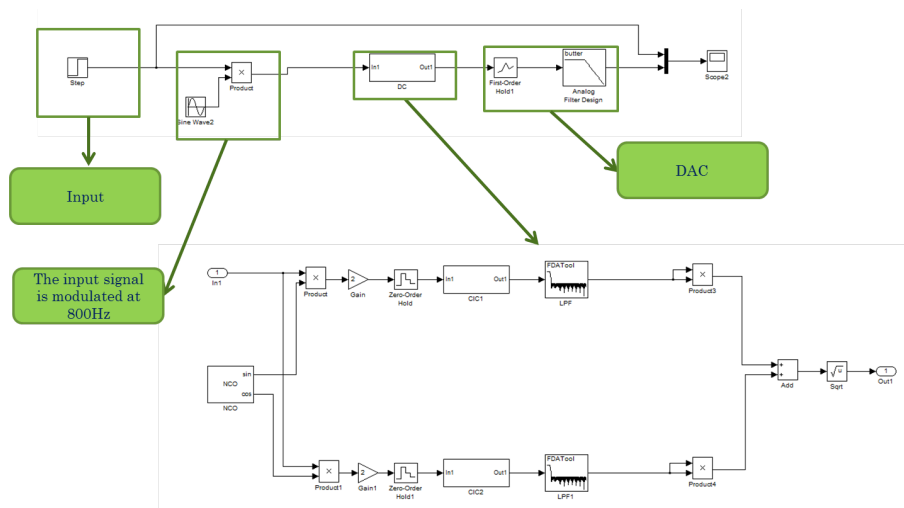 Step
×
Product
Sine Wave2
In1
Out1
DC
First-Order
Hold1
butter
Analog
Filter Design
Scope2
Input
DAC
The input signal
is modulated at
800Hz
1
In1
×
Product
2
Gain
Zero-Order
Hold
In1
Out1
CIC1
FDATool
LPF
×
Product3
NCO
sin
cos
NCO
+
+
Add
√u
Sqrt
1
Out1
×
Product1
2
Gain1
Zero-Order
Hold1
In1
Out1
CIC2
FDATool
LPF1
×
Product4